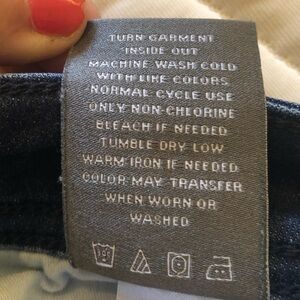 TURN GARMENT
INSIDE OUT
MACHINE WASH COLD
WITH LIKE COLORS
NORMAL CYCLE USE
ONLY NON-CHLORINE
BLEACH IF NEEDED
TUMBLE DRY LOW
WARM IRON IF NEEDED
COLOR MAY TRANSFER
WHEN WORN OR
WASHED